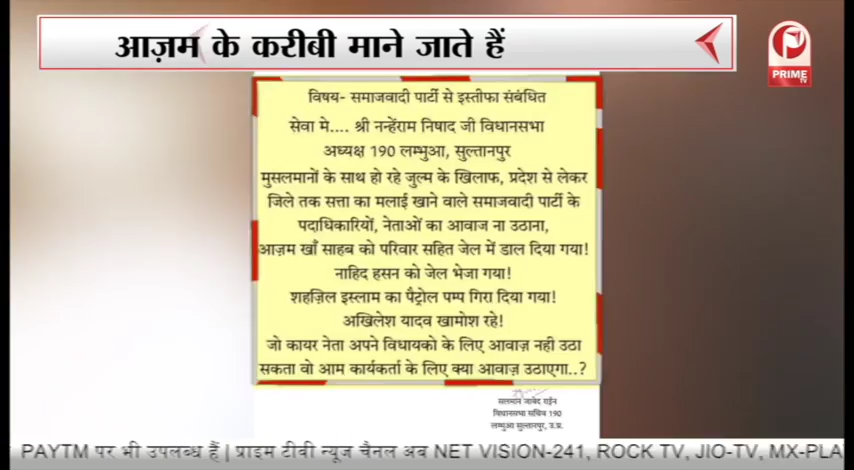 आज़म के करीबी माने जाते हैं
PRIME
TV
विषय- समाजवादी पार्टी से इस्तीफा संबंधित
सेवा मे.... श्री नन्हेंराम निषाद जी विधानसभा
अध्यक्ष 190 लम्भुआ, सुल्तानपुर
मुसलमानों के साथ हो रहे जुल्म के खिलाफ, प्रदेश से लेकर
जिले तक सत्ता का मलाई खाने वाले समाजवादी पार्टी के
पदाधिकारियों, नेताओं का आवाज ना उठाना,
आज़म खाँ साहब को परिवार सहित जेल में डाल दिया गया!
नाहिद हसन को जेल भेजा गया!
शहज़िल इस्लाम का पैट्रोल पम्प गिरा दिया गया!
अखिलेश यादव खामोश रहे!
जो कायर नेता अपने विधायको के लिए आवाज़ नही उठा
सकता वो आम कार्यकर्ता के लिए क्या आवाज़ उठाएगा..?
सलमान जावेद राईन
विधानसभा सचिव 190
लम्भुआ सुल्तानपुर, उ.प्र.
PAYTM पर भी उपलब्ध हैं | प्राइम टीवी न्यूज चैनल अब NET VISION-241, ROCK TV, JIO-TV, MX-PLA